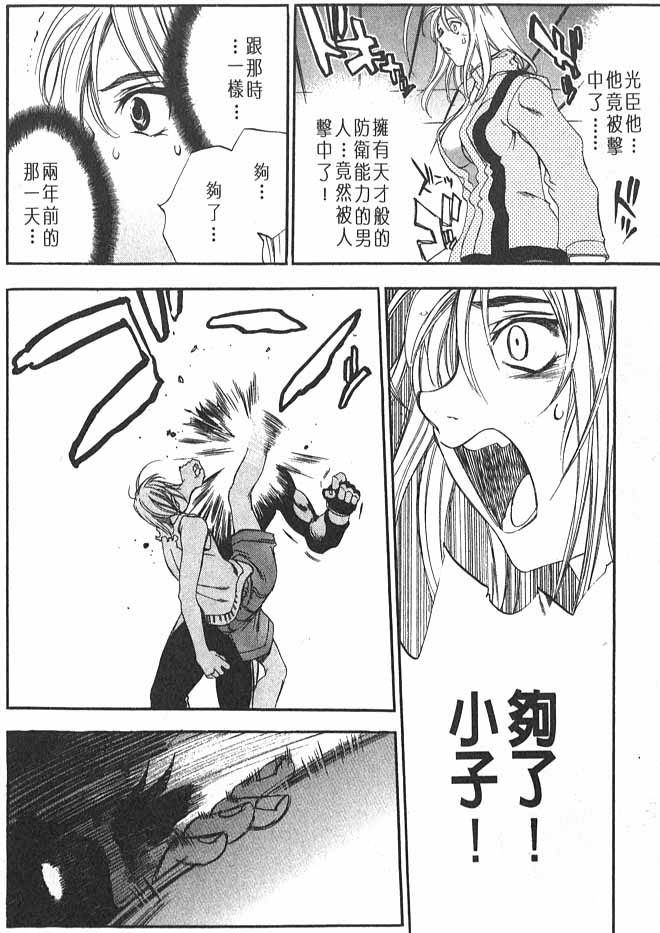 光臣他…
他竟被擊
中了……
擁有天才般的
防衛能力的男
人…竟然被人
擊中了！
夠…
夠了…
跟那時
…一樣…
兩年前的
那一天…
夠了！
小子！